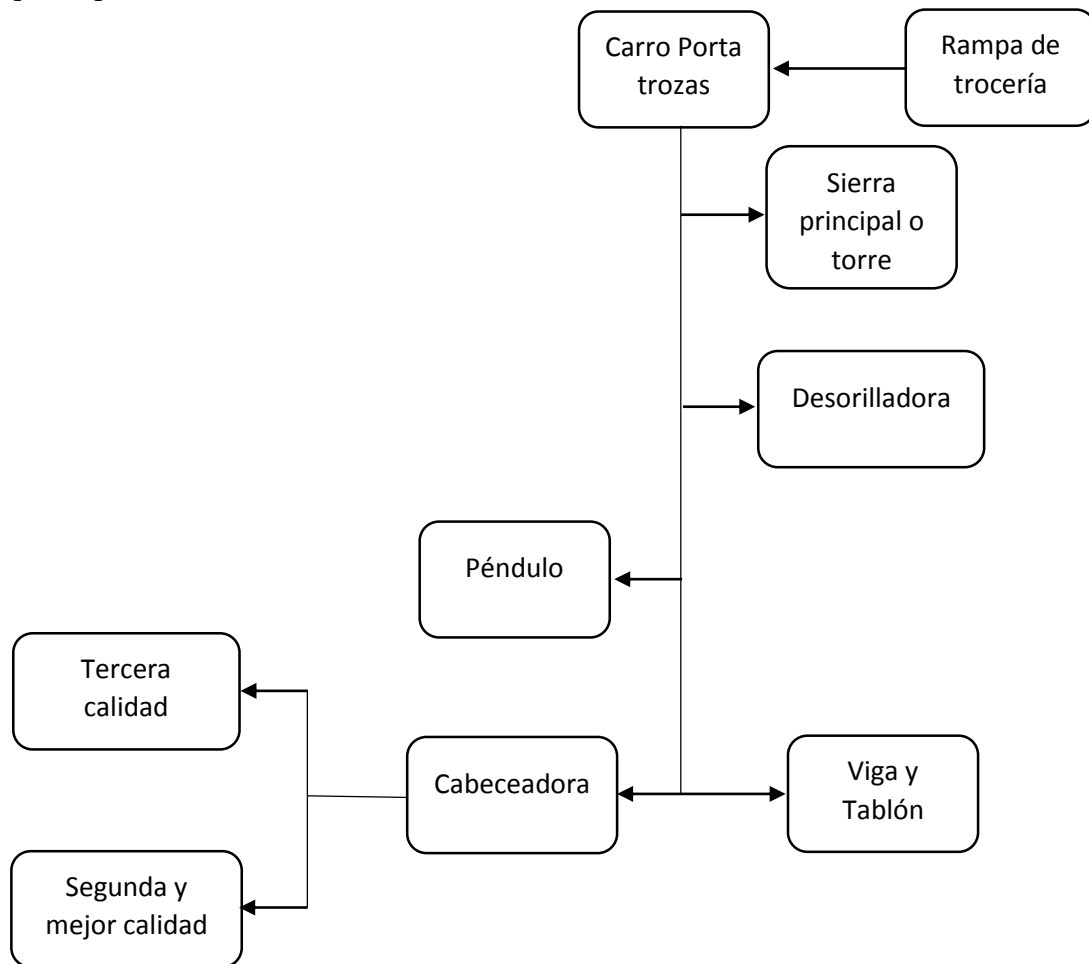 Carro Porta
trozas
Rampa de
trocería
Sierra
principal o
torre
Desorilladora
Péndulo
Tercera
calidad
Cabeceadora
Viga y
Tablón
Segunda y
mejor calidad